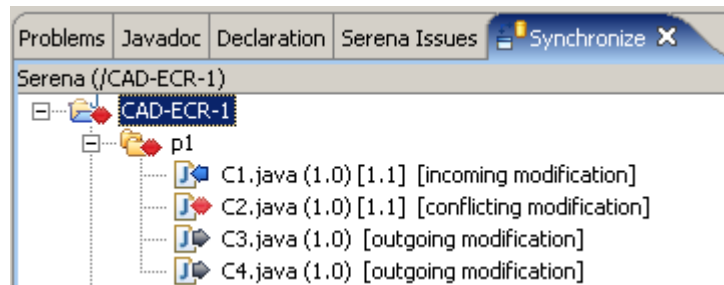 Problems Javadoc Declaration Serena Issues Synchronize
Serena (/CAD-ECR-1)
CAD-ECR-1
p1
C1.java (1.0) [1.1] [incoming modification]
C2.java (1.0) [1.1] [conflicting modification]
C3.java (1.0) [outgoing modification]
C4.java (1.0) [outgoing modification]